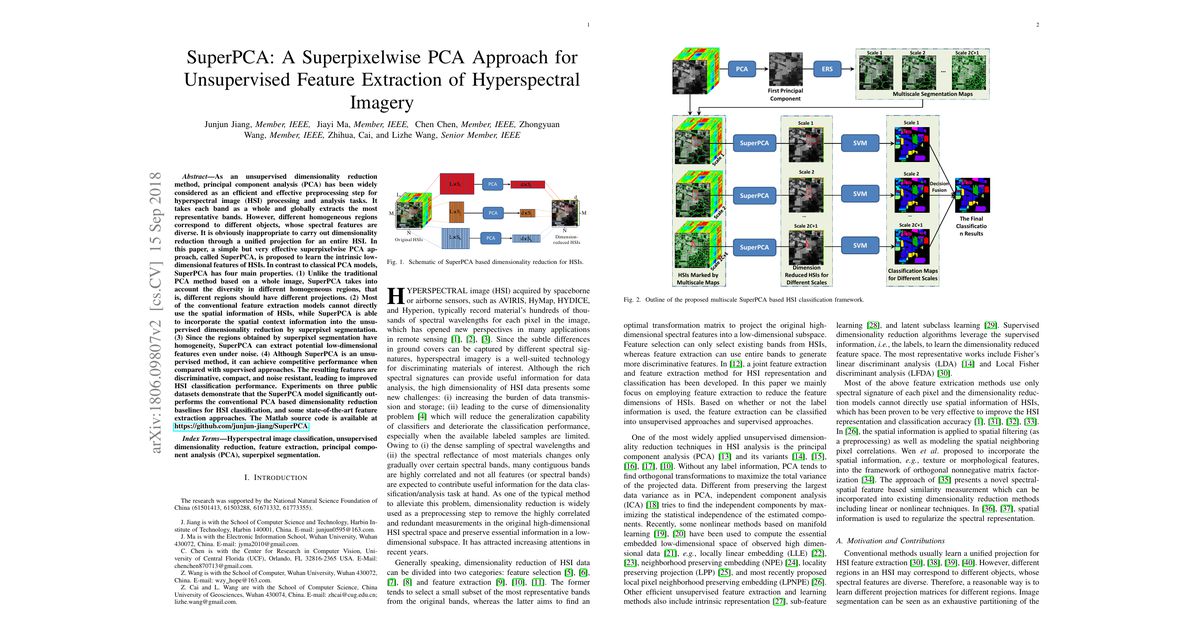 1
SuperPCA: A Superpixelwise PCA Approach for
Unsupervised Feature Extraction of Hyperspectral
Imagery
Junjun Jiang, Member, IEEE, Jiayi Ma, Member, IEEE, Chen Chen, Member, IEEE, Zhongyuan
Wang, Member, IEEE, Zhihua, Cai, and Lizhe Wang, Senior Member, IEEE
arXiv:1806.09807v2 [cs.CV] 15 Sep 2018
Abstract—As an unsupervised dimensionality reduction
method, principal component analysis (PCA) has been widely
considered as an efficient and effective preprocessing step for
hyperspectral image (HSI) processing and analysis tasks. It
takes each band as a whole and globally extracts the most
representative bands. However, different homogeneous regions
correspond to different objects, whose spectral features are
diverse. It is obviously inappropriate to carry out dimensionality
reduction through a unified projection for an entire HSI. In
this paper, a simple but very effective superpixelwise PCA ap-
proach, called SuperPCA, is proposed to learn the intrinsic low-
dimensional features of HSIs. In contrast to classical PCA models,
SuperPCA has four main properties. (1) Unlike the traditional
PCA method based on a whole image, SuperPCA takes into
account the diversity in different homogeneous regions, that
is, different regions should have different projections. (2) Most
of the conventional feature extraction models cannot directly
use the spatial information of HSIs, while SuperPCA is able
to incorporate the spatial context information into the unsu-
pervised dimensionality reduction by superpixel segmentation.
(3) Since the regions obtained by superpixel segmentation have
homogeneity, SuperPCA can extract potential low-dimensional
features even under noise. (4) Although SuperPCA is an un-
supervised method, it can achieve competitive performance when
compared with supervised approaches. The resulting features
are discriminative, compact, and noise resistant, leading to
improved HSI classification performance. Experiments on three
public datasets demonstrate that the SuperPCA model significantly out-
performs the conventional PCA based dimensionality reduction
baselines for HSI classification, and some state-of-the-art feature
extraction approaches. The Matlab source code is available at
https://github.com/junjun-jiang/SuperPCA
Index Terms—Hyperspectral image classification, unsupervised
dimensionality reduction, feature extraction, principal compo-
nent analysis (PCA), superpixel segmentation.
I. INTRODUCTION
The research was supported by the National Natural Science Foundation of
China (61501413, 61503288, 61671332, 61773355).
J. Jiang is with the School of Computer Science and Technology, Harbin In-
stitute of Technology, Harbin 140001, China. E-mail: junjun0595@163.com.
J. Ma is with the Electronic Information School, Wuhan University, Wuhan
430072, China. E-mail: jyma2010@gmail.com.
C. Chen is with the Center for Research in Computer Vision, Uni-
versity of Central Florida (UCF), Orlando, FL 32816-2365 USA. E-Mail:
chenchen870713@gmail.com.
Z. Wang is with the School of Computer, Wuhan University, Wuhan 430072,
China. E-mail: wzy_hope@163.com.
Z. Cai and L. Wang are with the School of Computer Science, China
University of Geosciences, Wuhan 430074, China. E-mail: zhcai@cug.edu.cn;
lizhe.wang@gmail.com.
PCA
PCA
PCA
M
N
Original HSIs
M
N
Dimension-
reduced HSIs
Fig. 1. Schematic of SuperPCA based dimensionality reduction for HSIs.
HYPERSPECTRAL image (HSI) acquired by spaceborne
or airborne sensors, such as AVIRIS, HyMap, HYDICE,
and Hyperion, typically record material's hundreds of thou-
sands of spectral wavelengths for each pixel in the image,
which has opened new perspectives in many applications
in remote sensing [1], [2], [3]. Since the subtle differences
in ground covers can be captured by different spectral sig-
natures, hyperspectral imagery is a well-suited technology
for discriminating materials of interest. Although the rich
spectral signatures can provide useful information for data
analysis, the high dimensionality of HSI data presents some
new challenges: (i) increasing the burden of data transmis-
sion and storage; (ii) leading to the curse of dimensionality
problem [4] which will reduce the generalization capability
of classifiers and deteriorate the classification performance,
especially when the available labeled samples are limited.
Owing to (i) the dense sampling of spectral wavelengths and
(ii) the spectral reflectance of most materials changes only
gradually over certain spectral bands, many contiguous bands
are highly correlated and not all features (or spectral bands)
are expected to contribute useful information for the data clas-
sification/analysis task at hand. As one of the typical method
to alleviate this problem, dimensionality reduction is widely
used as a preprocessing step to remove the highly correlated
and redundant measurements in the original high-dimensional
HSI spectral space and preserve essential information in a low-
dimensional subspace. It has attracted increasing attentions in
recent years.
Generally speaking, dimensionality reduction of HSI data
can be divided into two categories: feature selection [5], [6],
[7], [8] and feature extraction [9], [10], [11]. The former
tends to select a small subset of the most representative bands
from the original bands, whereas the latter aims to find an
2
PCA
First Principal
Component
ERS
Scale 1
Scale 2
...
Scale 2C+1
Multiscale Segmentation Maps
Scale 1
SuperPCA
Scale 1
SVM
Scale 1
Scale 2
SuperPCA
Scale 2
SVM
Scale 2
Decision
Fusion
The Final
Classificatio
n Results
Scale 2C+1
SuperPCA
Scale 2C+1
SVM
Scale 2C+1
HSIs Marked by
Multiscale Maps
Dimension
Reduced HSIs for
Different Scales
Classification Maps
for Different Scales
Fig. 2. Outline of the proposed multiscale SuperPCA based HSI classification framework.
optimal transformation matrix to project the original high-
dimensional spectral features into a low-dimensional subspace.
Feature selection can only select existing bands from HSIs,
whereas feature extraction can use entire bands to generate
more discriminative features. In [12], a joint feature extraction
and feature extraction method for HSI representation and
classification has been developed. In this paper we mainly
focus on employing feature extraction to reduce the feature
dimensions of HSIs. Based on whether or not the label
information is used, the feature extraction can be classified
into unsupervised approaches and supervised approaches.
One of the most widely applied unsupervised dimension-
ality reduction techniques in HSI analysis is the principal
component analysis (PCA) [13] and its variants [14], [15],
[16], [17], [10]. Without any label information, PCA tends to
find orthogonal transformations to maximize the total variance
of the projected data. Different from preserving the largest
data variance as in PCA, independent component analysis
(ICA) [18] tries to find the independent components by max-
imizing the statistical independence of the estimated compo-
nents. Recently, some nonlinear methods based on manifold
learning [19], [20] have been used to compute the essential
embedded low-dimensional space of observed high dimen-
sional data [21], e.g., locally linear embedding (LLE) [22],
[23], neighborhood preserving embedding (NPE) [24], locality
preserving projection (LPP) [25], and most recently proposed
local pixel neighborhood preserving embedding (LPNPE) [26].
Other efficient unsupervised feature extraction and learning
methods also include intrinsic representation [27], sub-feature
learning [28], and latent subclass learning [29]. Supervised
dimensionality reduction algorithms leverage the supervised
information, i.e., the labels, to learn the dimensionally reduced
feature space. The most representative works include Fisher's
linear discriminant analysis (LDA) [14] and Local Fisher
discriminant analysis (LFDA) [30].
Most of the above feature extrication methods use only
spectral signature of each pixel and the dimensionality reduc-
tion models cannot directly use spatial information of HSIs,
which has been proven to be very effective to improve the HSI
representation and classification accuracy [1], [31], [32], [33].
In [26], the spatial information is applied to spatial filtering (as
a preprocessing) as well as modeling the spatial neighboring
pixel correlations. Wen et al. proposed to incorporate the
spatial information, e.g., texture or morphological features,
into the framework of orthogonal nonnegative matrix factor-
ization [34]. The approach of [35] presents a novel spectral-
spatial feature based similarity measurement which can be
incorporated into existing dimensionality reduction methods
including linear or nonlinear techniques. In [36], [37], spatial
information is used to regularize the spectral representation.
A. Motivation and Contributions
Conventional methods usually learn a unified projection for
HSI feature extraction [30], [38], [39], [40]. However, different
regions in an HSI may correspond to different objects, whose
spectral features are diverse. Therefore, a reasonable way is to
learn different projection matrices for different regions. Image
segmentation can be seen as an exhaustive partitioning of the